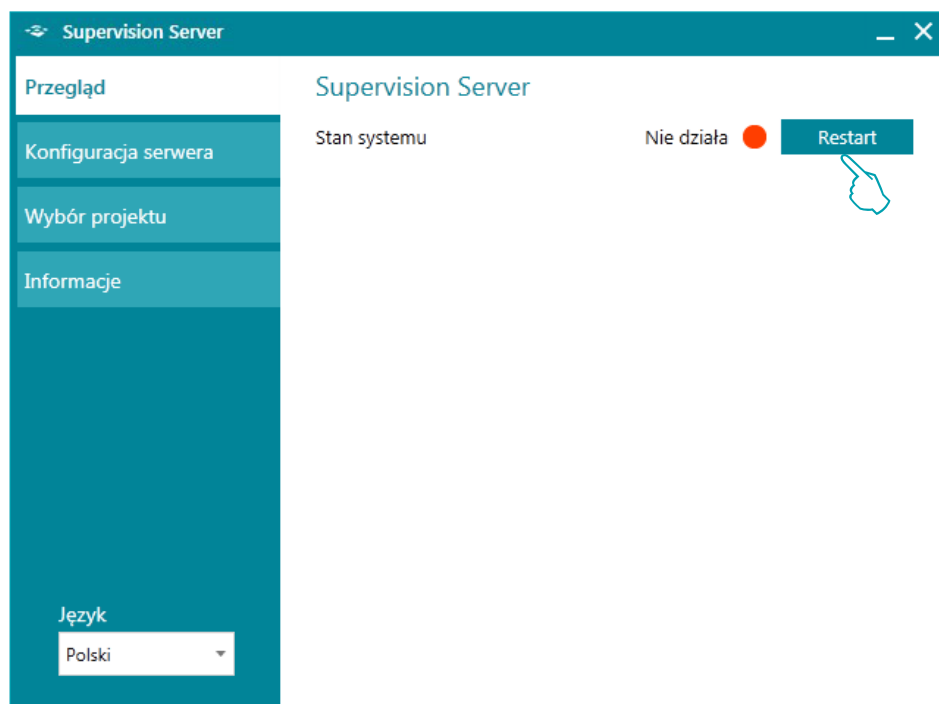 Supervision Server
Przegląd
Konfiguracja serwera
Wybór projektu
Informacje
Język
Polski
Supervision Server
Stan systemu Nie działa Restart